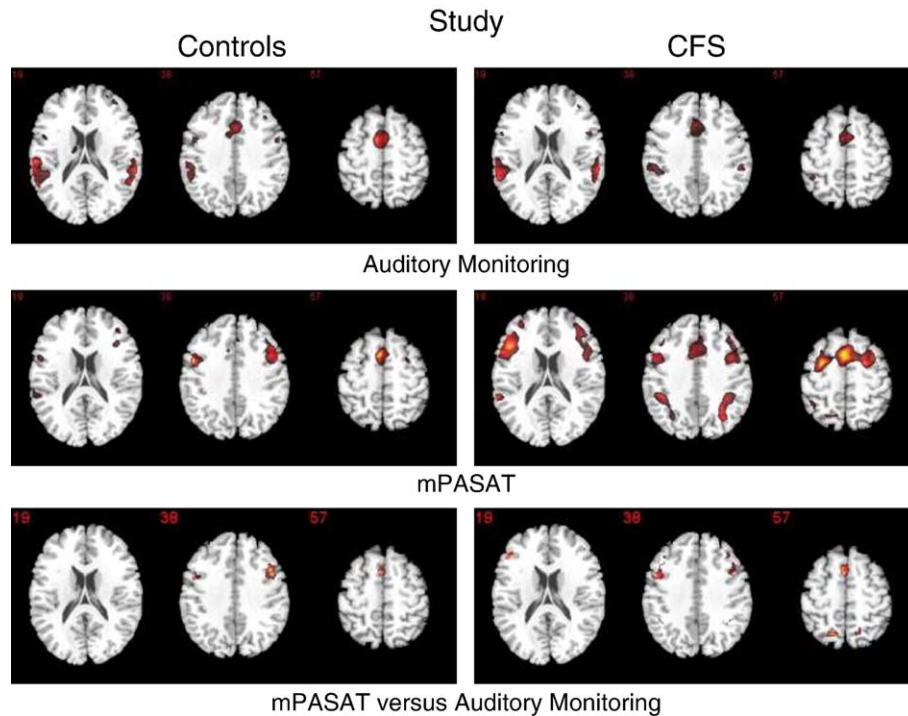 Study
Controls CFS
19 38 57 19 38 57
Auditory Monitoring
19 38 57 19 38 57
mPASAT
19 38 57 19 38 57
mPASAT versus Auditory Monitoring